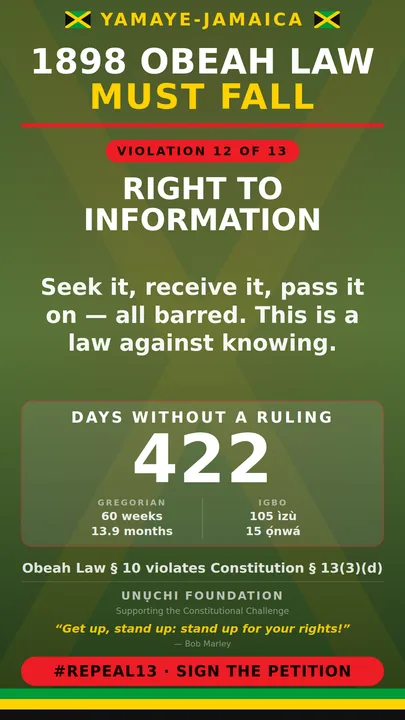 YAMAYE-JAMAICA
1898 OBEAH LAW
MUST FALL
VIOLATION 12 OF 13
RIGHT TO
INFORMATION
Seek it, receive it, pass it
on — all barred. This is a
law against knowing.
DAYS WITHOUT A RULING
422
GREGORIAN
60 weeks
13.9 months
IGBO
105 ìzù
15 ọ́nwá
Obeah Law § 10 violates Constitution § 13(3)(d)
UNỤCHI FOUNDATION
Supporting the Constitutional Challenge
“Get up, stand up: stand up for your rights!”
— Bob Marley
#REPEAL13 · SIGN THE PETITION